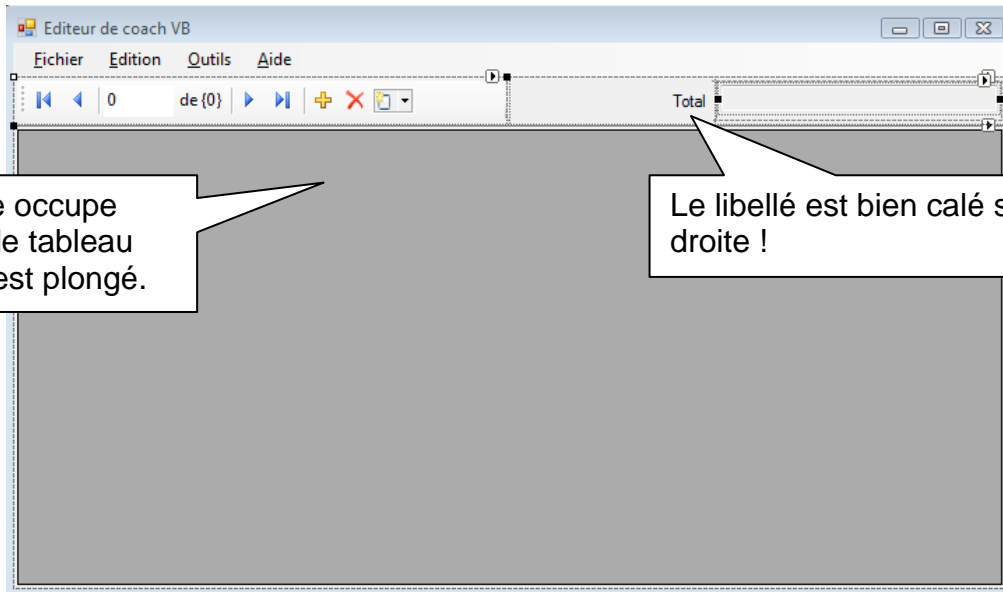 Editeur de coach VB
Fichier Edition Outils Aide
0 de {0} Total
e occupe
le tableau
est plongé.
Le libellé est bien calé s
droite !